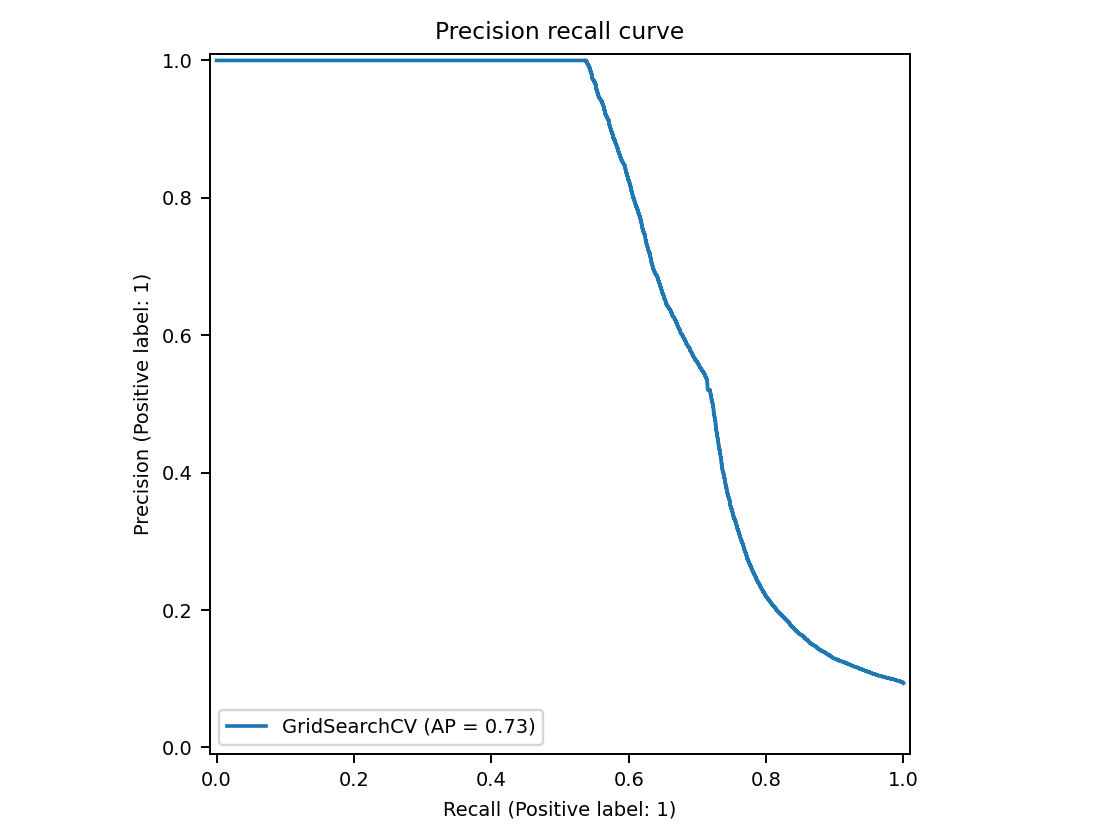 Precision recall curve
1.0
0.8
0.6
0.4
0.2
0.0
Precision (Positive label: 1)
GridSearchCV (AP = 0.73)
0.0 0.2 0.4 0.6 0.8 1.0
Recall (Positive label: 1)